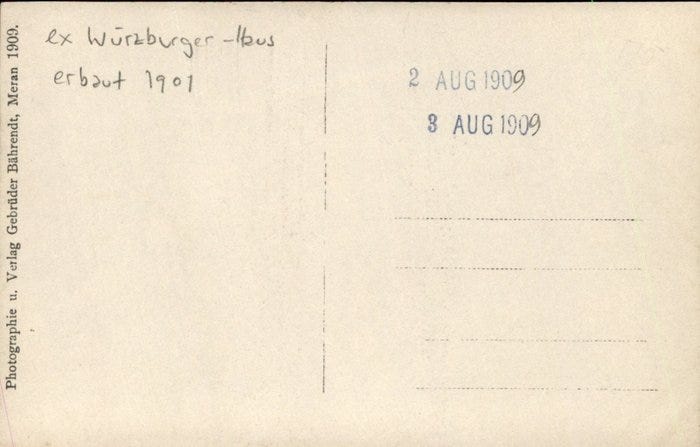 ex Würzburger-Haus
erbaut 1901
2 AUG 1909
3 AUG 1909
Photographie u. Verlag Gebrüder Bährendt, Meran 1909.